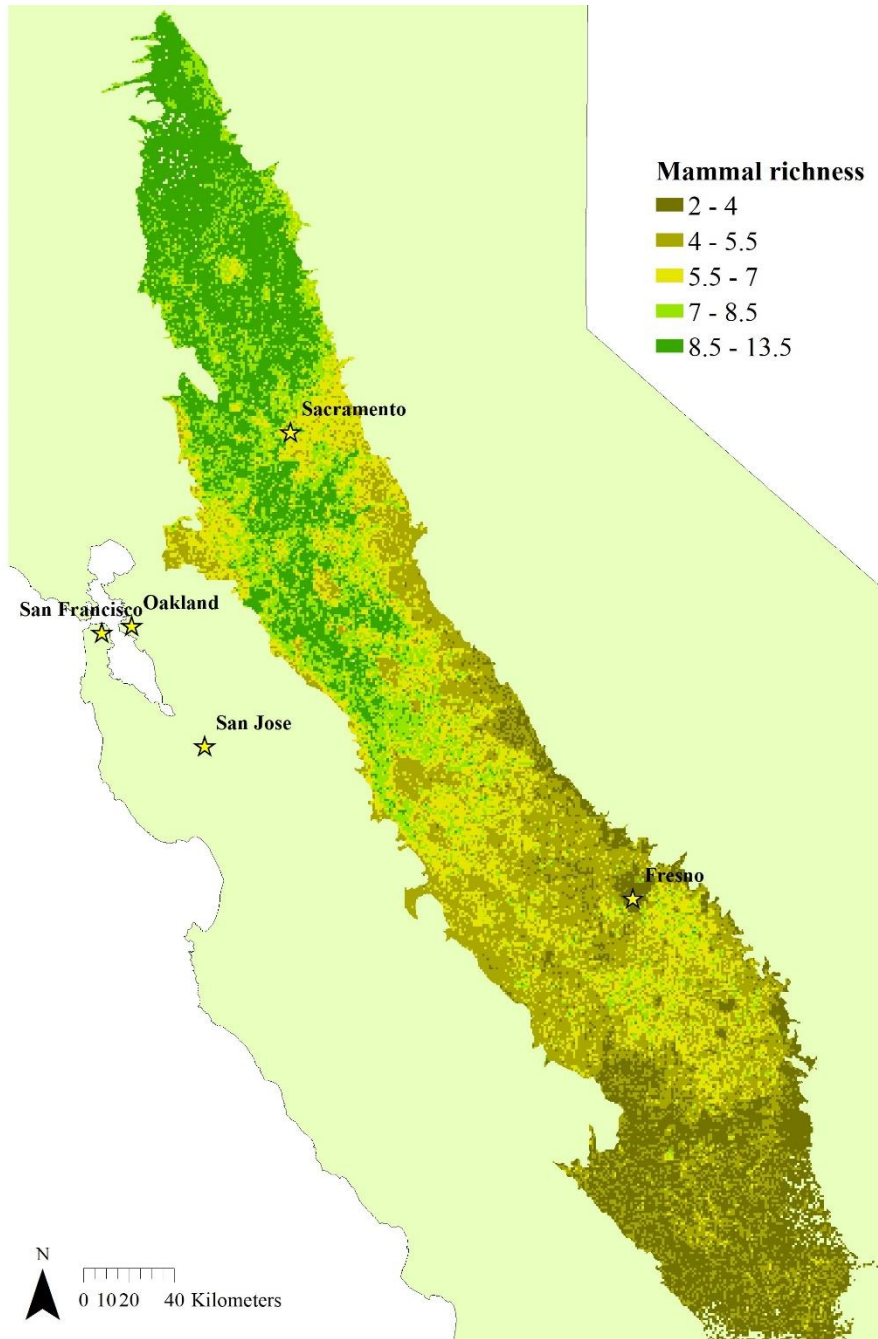 Mammal richness
2 - 4
4 - 5.5
5.5 - 7
7 - 8.5
8.5 - 13.5
Sacramento
San Francisco
Oakland
San Jose
Fresno
N
0 10 20 40 Kilometers